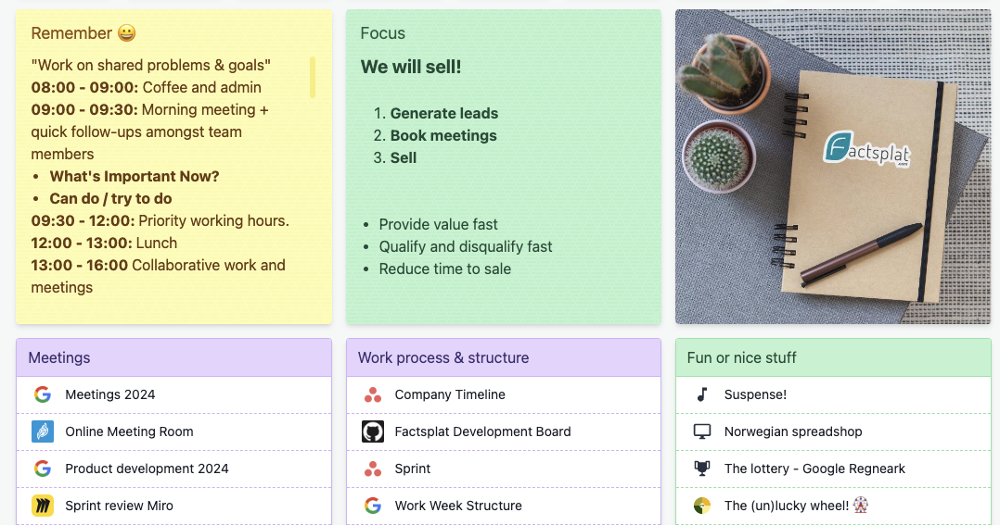 Remember 😀
"Work on shared problems & goals"
08:00 - 09:00: Coffee and admin
09:00 - 09:30: Morning meeting +
quick follow-ups amongst team
members
• What's Important Now?
• Can do / try to do
09:30 - 12:00: Priority working hours.
12:00 - 13:00: Lunch
13:00 - 16:00 Collaborative work and
meetings
Focus
We will sell!
1. Generate leads
2. Book meetings
3. Sell
• Provide value fast
• Qualify and disqualify fast
• Reduce time to sale
Factsplat
Meetings
Meetings 2024
Online Meeting Room
Product development 2024
Sprint review Miro
Work process & structure
Company Timeline
Factsplat Development Board
Sprint
Work Week Structure
Fun or nice stuff
Suspense!
Norwegian spreadshop
The lottery - Google Regneark
The (un)lucky wheel! 🎡